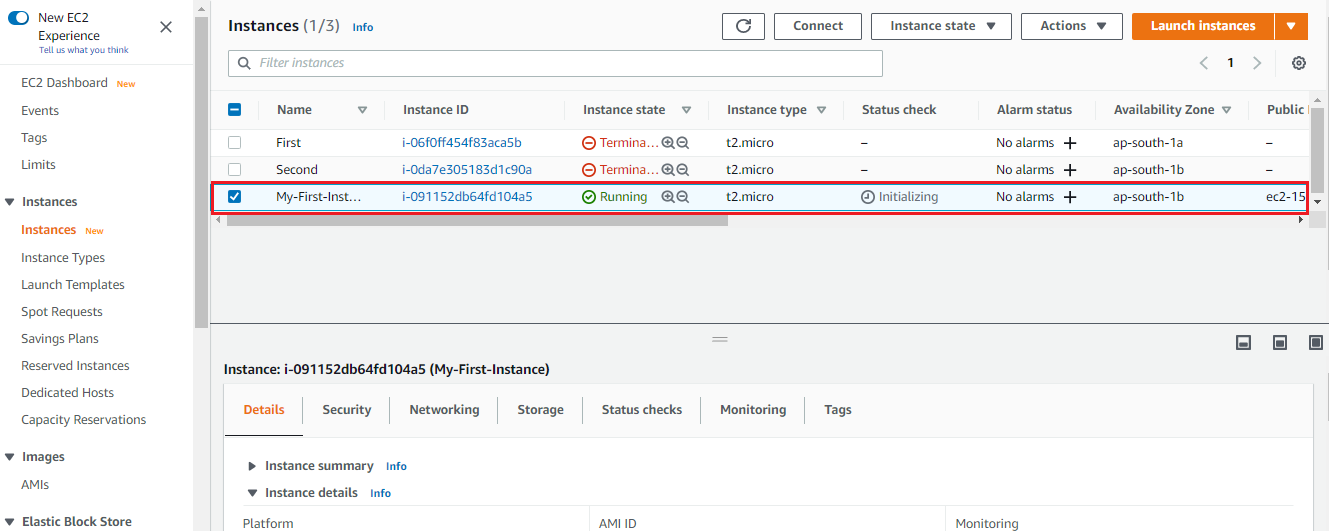 New EC2
Experience
Tell us what you think
EC2 Dashboard New
Events
Tags
Limits
Instances
Instances New
Instance Types
Launch Templates
Spot Requests
Savings Plans
Reserved Instances
Dedicated Hosts
Capacity Reservations
Images
AMIs
Elastic Block Store
Instances (1/3) Info
Connect
Instance state
Actions
Launch instances
Filter instances
1
Name Instance ID Instance state Instance type Status check Alarm status Availability Zone Public
First i-06f0ff454f83aca5b Termina... t2.micro – No alarms + ap-south-1a –
Second i-0da7e305183d1c90a Termina... t2.micro – No alarms + ap-south-1b –
My-First-Inst... i-091152db64fd104a5 Running t2.micro Initializing No alarms + ap-south-1b ec2-15
Instance: i-091152db64fd104a5 (My-First-Instance)
Details Security Networking Storage Status checks Monitoring Tags
Instance summary Info
Instance details Info
Platform AMI ID Monitoring